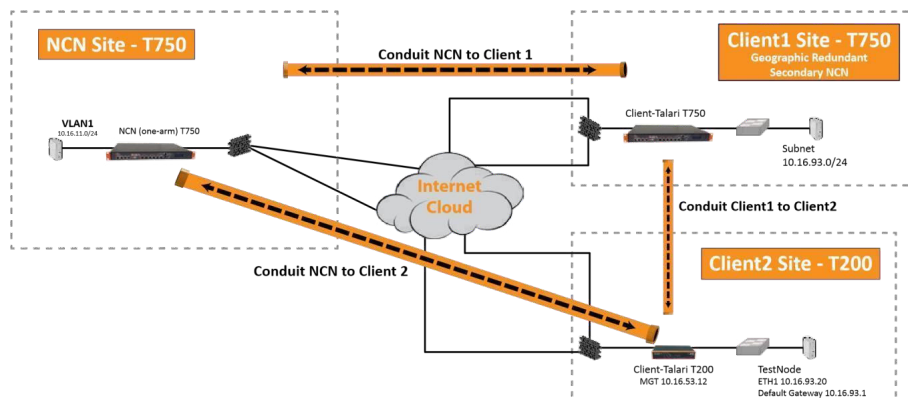 NCN Site - T750
Conduit NCN to Client 1
Client1 Site - T750
Geographic Redundant
Secondary NCN
VLAN1
10.16.11.0/24
NCN (one-arm) T750
Client-Talari T750
Subnet
10.16.93.0/24
Internet
Cloud
Conduit Client1 to Client2
Conduit NCN to Client 2
Client2 Site - T200
Client-Talari T200
MGT 10.16.53.12
TestNode
ETH1 10.16.93.20
Default Gateway 10.16.93.1